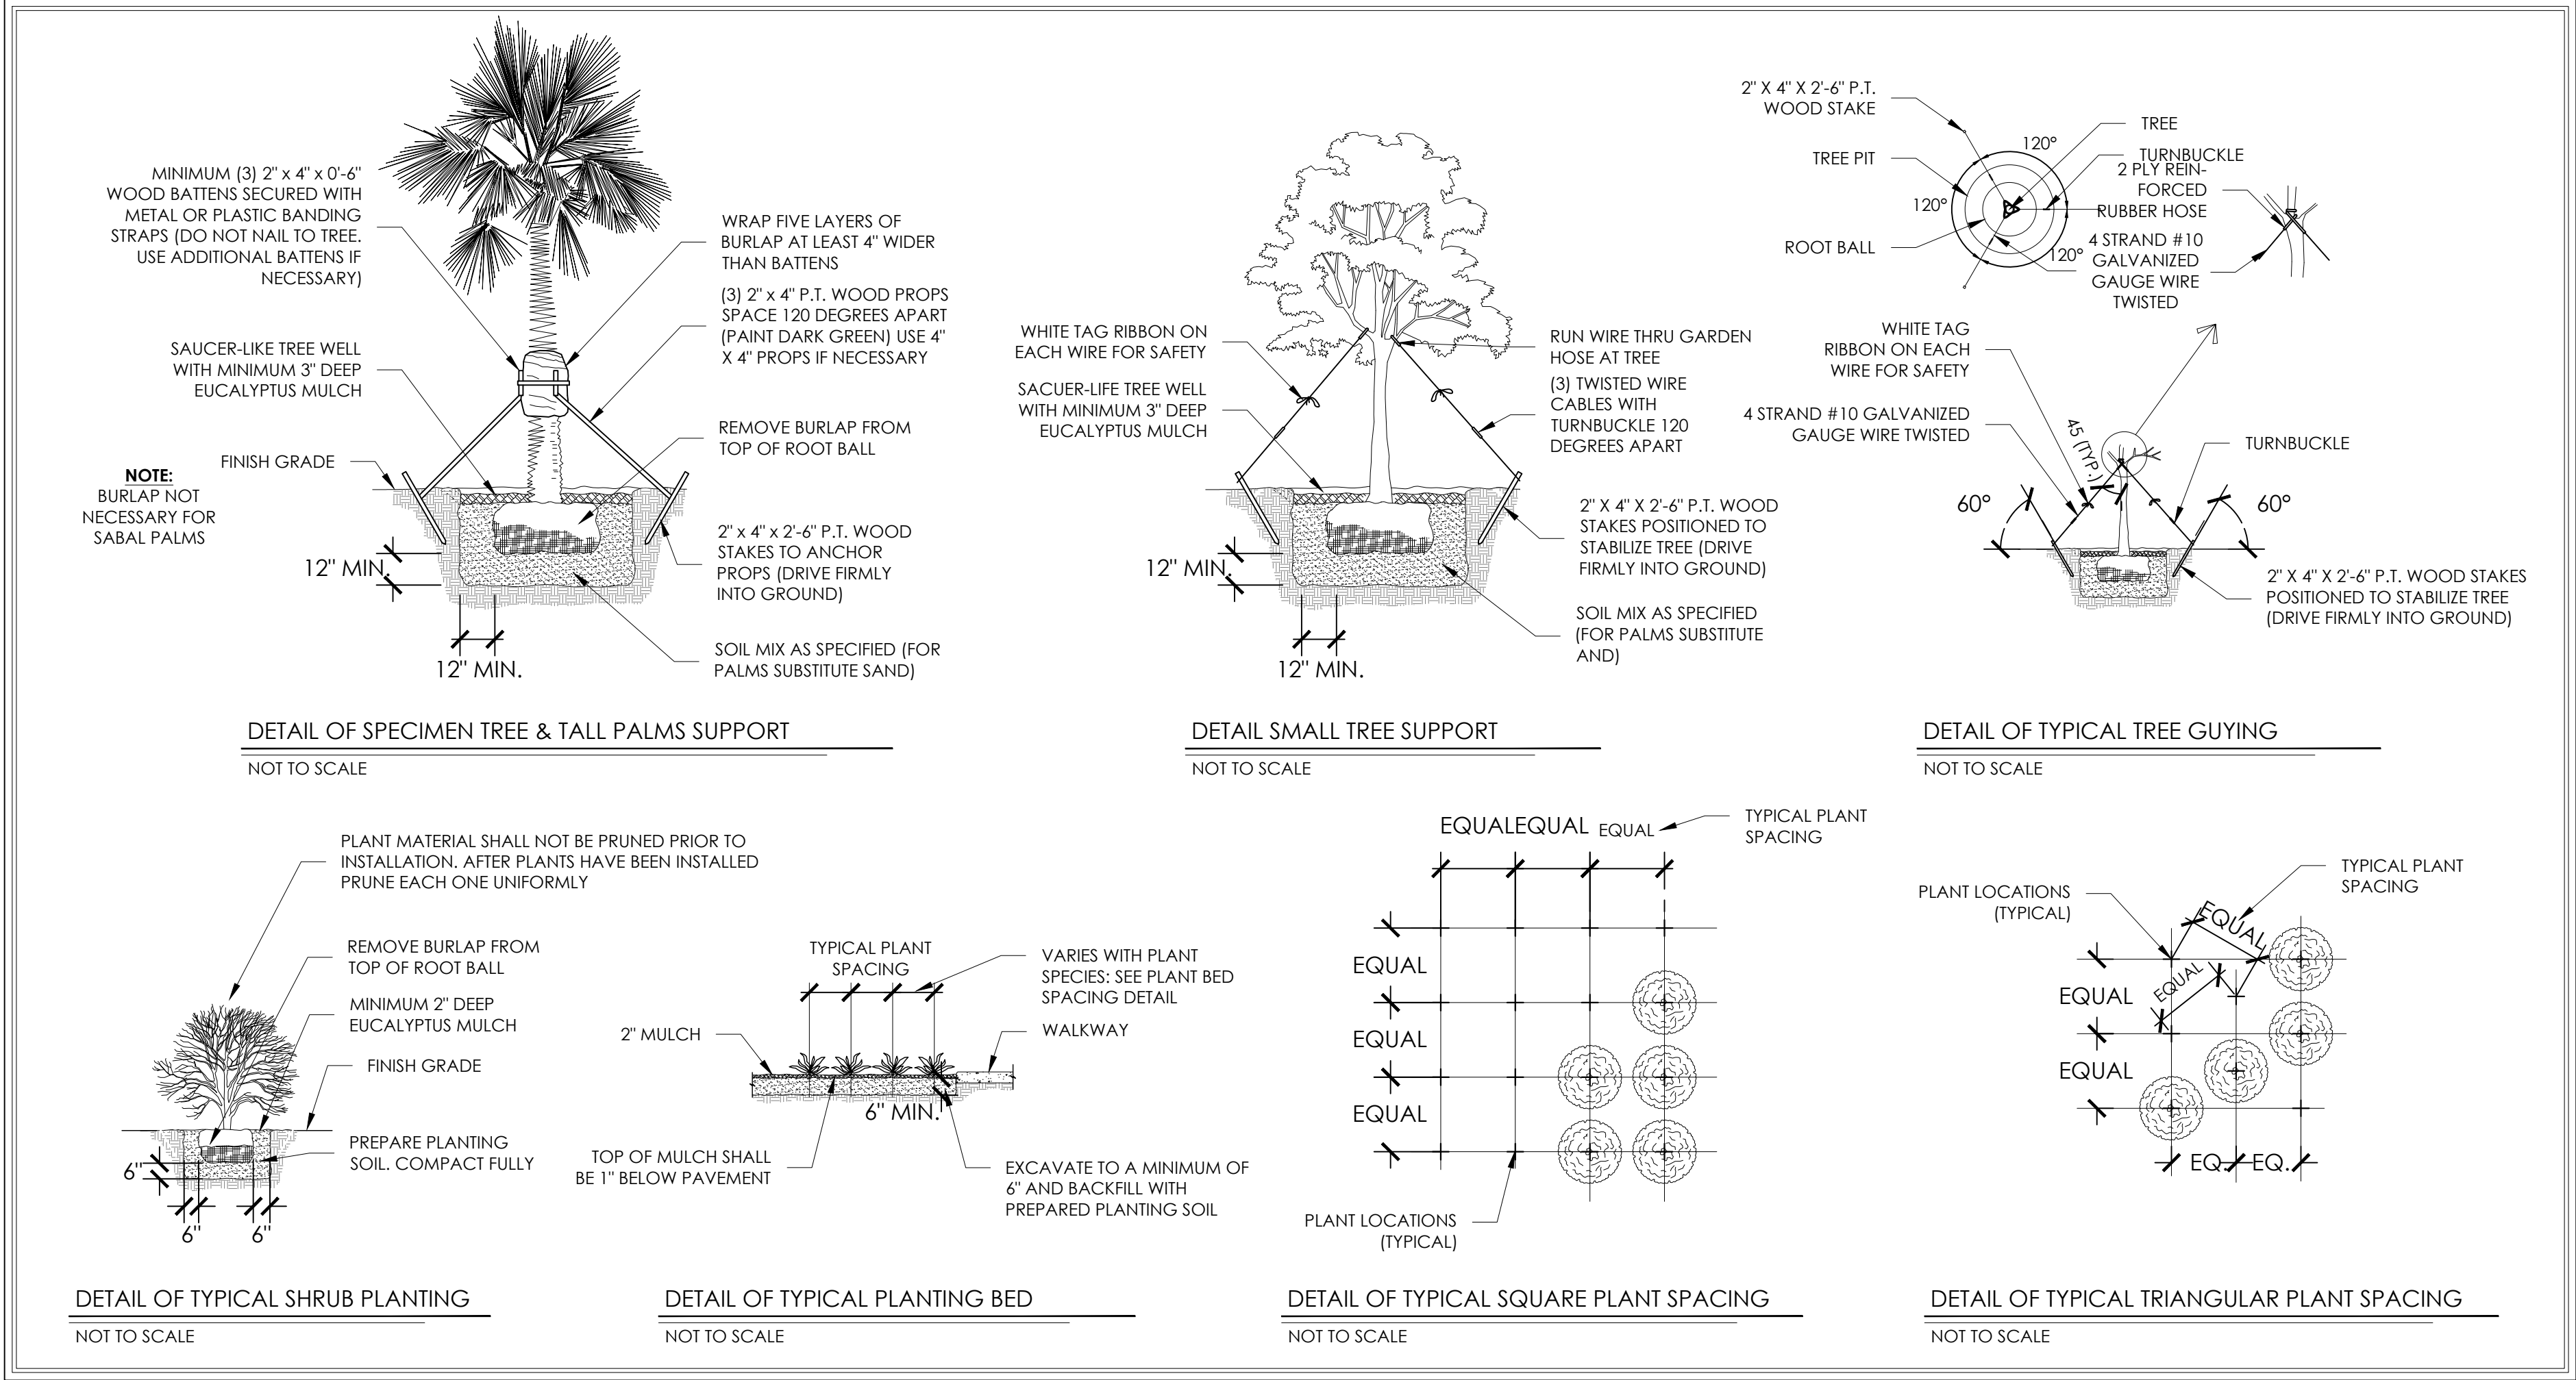 MINIMUM (3) 2" x 4" x 0'-6"
WOOD BATTENS SECURED WITH
METAL OR PLASTIC BANDING
STRAPS (DO NOT NAIL TO TREE.
USE ADDITIONAL BATTENS IF
NECESSARY)
SAUCER-LIKE TREE WELL
WITH MINIMUM 3" DEEP
EUCALYPTUS MULCH
FINISH GRADE
NOTE:
BURLAP NOT
NECESSARY FOR
SABAL PALMS
12" MIN.
12" MIN.
WRAP FIVE LAYERS OF
BURLAP AT LEAST 4" WIDER
THAN BATTENS
(3) 2" x 4" P.T. WOOD PROPS
SPACE 120 DEGREES APART
(PAINT DARK GREEN) USE 4"
X 4" PROPS IF NECESSARY
REMOVE BURLAP FROM
TOP OF ROOT BALL
2" x 4" x 2'-6" P.T. WOOD
STAKES TO ANCHOR
PROPS (DRIVE FIRMLY
INTO GROUND)
SOIL MIX AS SPECIFIED (FOR
PALMS SUBSTITUTE SAND)
DETAIL OF SPECIMEN TREE & TALL PALMS SUPPORT
NOT TO SCALE
WHITE TAG RIBBON ON
EACH WIRE FOR SAFETY
SACUER-LIFE TREE WELL
WITH MINIMUM 3" DEEP
EUCALYPTUS MULCH
12" MIN.
12" MIN.
RUN WIRE THRU GARDEN
HOSE AT TREE
(3) TWISTED WIRE
CABLES WITH
TURNBUCKLE 120
DEGREES APART
2" X 4" X 2'-6" P.T. WOOD
STAKES POSITIONED TO
STABILIZE TREE (DRIVE
FIRMLY INTO GROUND)
SOIL MIX AS SPECIFIED
(FOR PALMS SUBSTITUTE
AND)
DETAIL SMALL TREE SUPPORT
NOT TO SCALE
2" X 4" X 2'-6" P.T.
WOOD STAKE
TREE PIT
120°
ROOT BALL
120°
120°
TREE
TURNBUCKLE
2 PLY REIN-
FORCED
RUBBER HOSE
4 STRAND #10
GALVANIZED
GAUGE WIRE
TWISTED
WHITE TAG
RIBBON ON EACH
WIRE FOR SAFETY
4 STRAND #10 GALVANIZED
GAUGE WIRE TWISTED
45 (TYP.)
TURNBUCKLE
60°
60°
2" X 4" X 2'-6" P.T. WOOD STAKES
POSITIONED TO STABILIZE TREE
(DRIVE FIRMLY INTO GROUND)
DETAIL OF TYPICAL TREE GUYING
NOT TO SCALE
PLANT MATERIAL SHALL NOT BE PRUNED PRIOR TO
INSTALLATION. AFTER PLANTS HAVE BEEN INSTALLED
PRUNE EACH ONE UNIFORMLY
REMOVE BURLAP FROM
TOP OF ROOT BALL
MINIMUM 2" DEEP
EUCALYPTUS MULCH
FINISH GRADE
PREPARE PLANTING
SOIL. COMPACT FULLY
6"
6"
6"
DETAIL OF TYPICAL SHRUB PLANTING
NOT TO SCALE
TYPICAL PLANT
SPACING
2" MULCH
VARIES WITH PLANT
SPECIES: SEE PLANT BED
SPACING DETAIL
WALKWAY
6" MIN.
TOP OF MULCH SHALL
BE 1" BELOW PAVEMENT
EXCAVATE TO A MINIMUM OF
6" AND BACKFILL WITH
PREPARED PLANTING SOIL
DETAIL OF TYPICAL PLANTING BED
NOT TO SCALE
EQUALEQUAL EQUAL
TYPICAL PLANT
SPACING
EQUAL
EQUAL
EQUAL
PLANT LOCATIONS
(TYPICAL)
DETAIL OF TYPICAL SQUARE PLANT SPACING
NOT TO SCALE
TYPICAL PLANT
SPACING
PLANT LOCATIONS
(TYPICAL)
EQUAL
EQUAL
EQUAL
EQUAL
EQ. EQ.
DETAIL OF TYPICAL TRIANGULAR PLANT SPACING
NOT TO SCALE